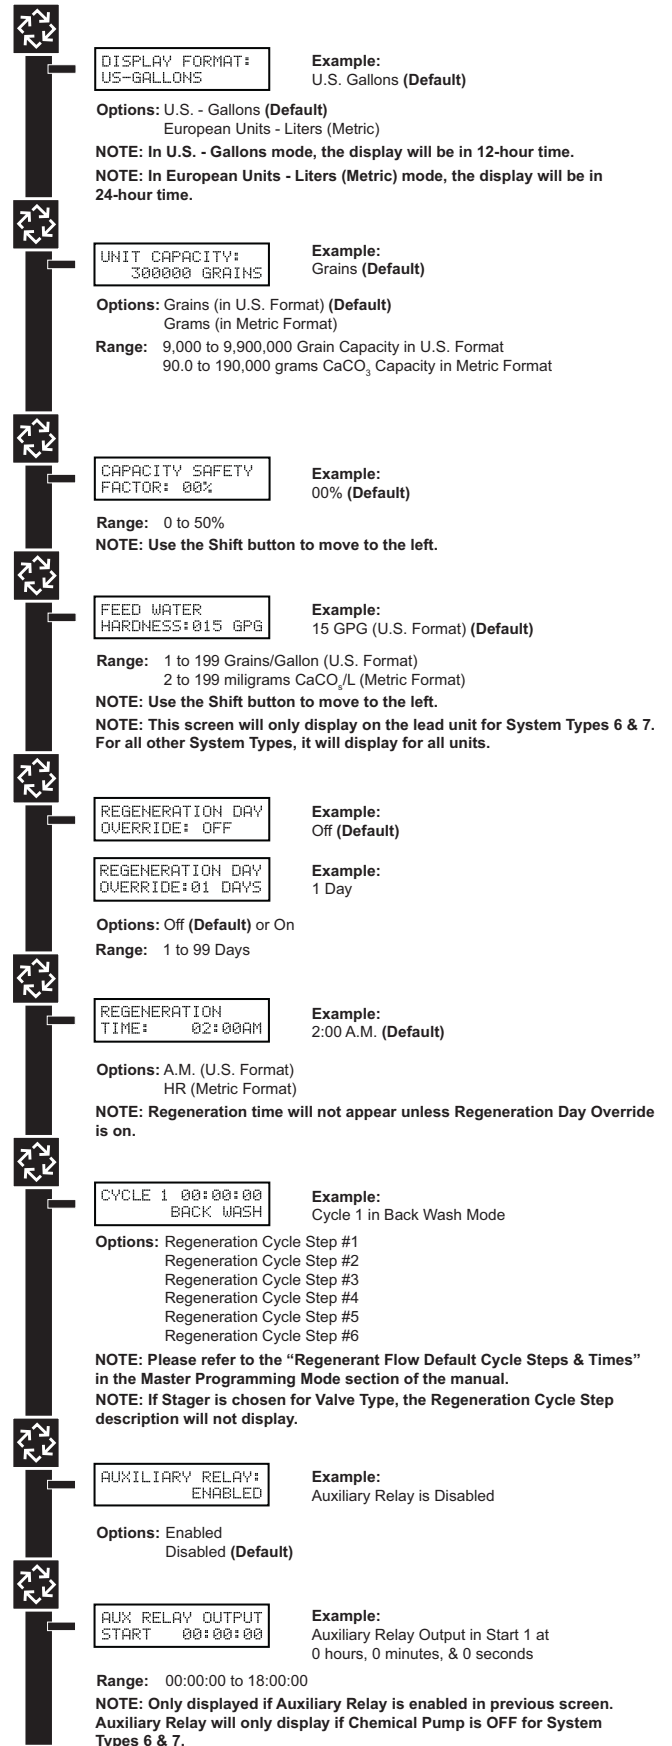 DISPLAY FORMAT:
US-GALLONS
Example:
U.S. Gallons (Default)
Options: U.S. - Gallons (Default)
European Units - Liters (Metric)
NOTE: In U.S. - Gallons mode, the display will be in 12-hour time.
NOTE: In European Units - Liters (Metric) mode, the display will be in
24-hour time.
UNIT CAPACITY:
300000 GRAINS
Example:
Grains (Default)
Options: Grains (in U.S. Format) (Default)
Grams (in Metric Format)
Range: 9,000 to 9,900,000 Grain Capacity in U.S. Format
90.0 to 190,000 grams CaCO3 Capacity in Metric Format
CAPACITY SAFETY
FACTOR: 00%
Example:
00% (Default)
Range: 0 to 50%
NOTE: Use the Shift button to move to the left.
FEED WATER
HARDNESS:015 GPG
Example:
15 GPG (U.S. Format) (Default)
Range: 1 to 199 Grains/Gallon (U.S. Format)
2 to 199 miligrams CaCOs/L (Metric Format)
NOTE: Use the Shift button to move to the left.
NOTE: This screen will only display on the lead unit for System Types 6 & 7.
For all other System Types, it will display for all units.
REGENERATION DAY
OVERRIDE: OFF
Example:
Off (Default)
REGENERATION DAY
OVERRIDE:01 DAYS
Example:
1 Day
Options: Off (Default) or On
Range: 1 to 99 Days
REGENERATION
TIME: 02:00AM
Example:
2:00 A.M. (Default)
Options: A.M. (U.S. Format)
HR (Metric Format)
NOTE: Regeneration time will not appear unless Regeneration Day Override
is on.
CYCLE 1 00:00:00
BACK WASH
Example:
Cycle 1 in Back Wash Mode
Options: Regeneration Cycle Step #1
Regeneration Cycle Step #2
Regeneration Cycle Step #3
Regeneration Cycle Step #4
Regeneration Cycle Step #5
Regeneration Cycle Step #6
NOTE: Please refer to the “Regenerant Flow Default Cycle Steps & Times”
in the Master Programming Mode section of the manual.
NOTE: If Stager is chosen for Valve Type, the Regeneration Cycle Step
description will not display.
AUXILIARY RELAY:
ENABLED
Example:
Auxiliary Relay is Disabled
Options: Enabled
Disabled (Default)
AUX RELAY OUTPUT
START 00:00:00
Example:
Auxiliary Relay Output in Start 1 at
0 hours, 0 minutes, & 0 seconds
Range: 00:00:00 to 18:00:00
NOTE: Only displayed if Auxiliary Relay is enabled in previous screen.
Auxiliary Relay will only display if Chemical Pump is OFF for System
Types 6 & 7.